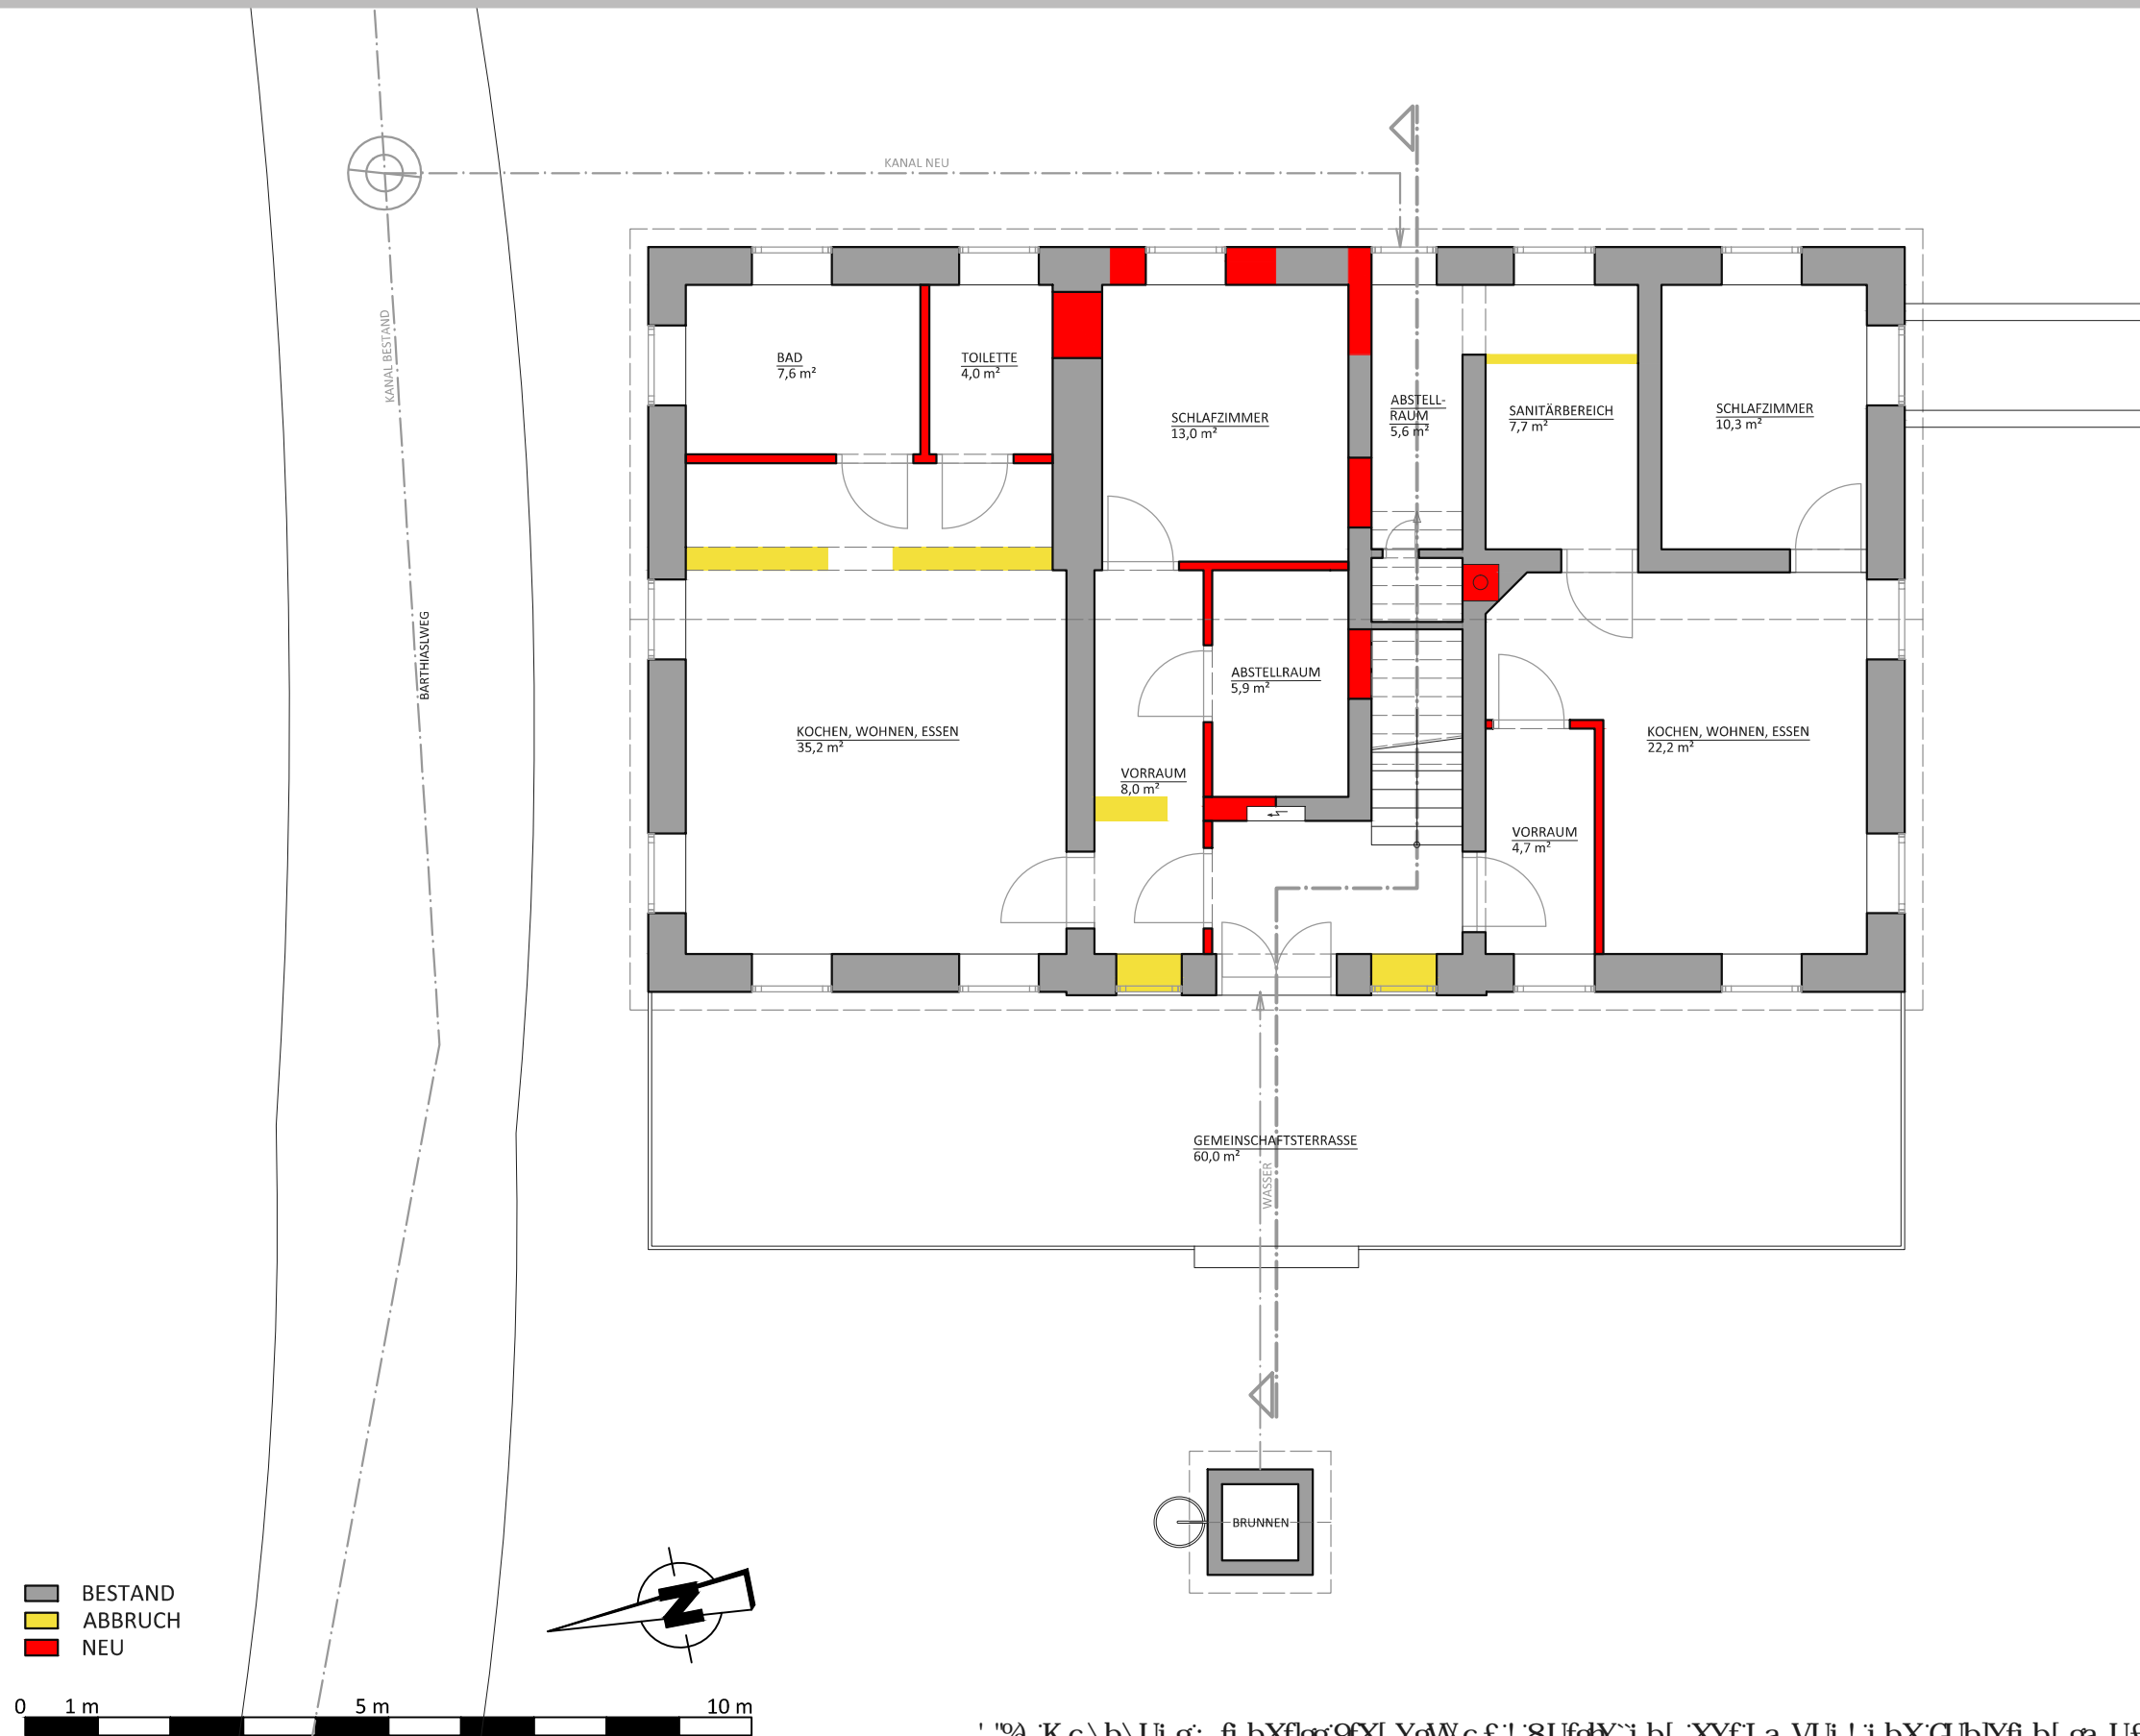 KANAL NEU
KANAL BESTAND
BARTHIASLWEG
BAD
7,6 m²
TOILETTE
4,0 m²
SCHLAFZIMMER
13,0 m²
ABSTELL-
RAUM
5,6 m²
SANITÄRBEREICH
7,7 m²
SCHLAFZIMMER
10,3 m²
KOCHEN, WOHNEN, ESSEN
35,2 m²
VORRAUM
8,0 m²
ABSTELLRAUM
5,9 m²
KOCHEN, WOHNEN, ESSEN
22,2 m²
VORRAUM
4,7 m²
GEMEINSCHAFTSTERRASSE
60,0 m²
WASSER
BRUNNEN
BESTAND
ABBRUCH
NEU
N
0 1 m 5 m 10 m